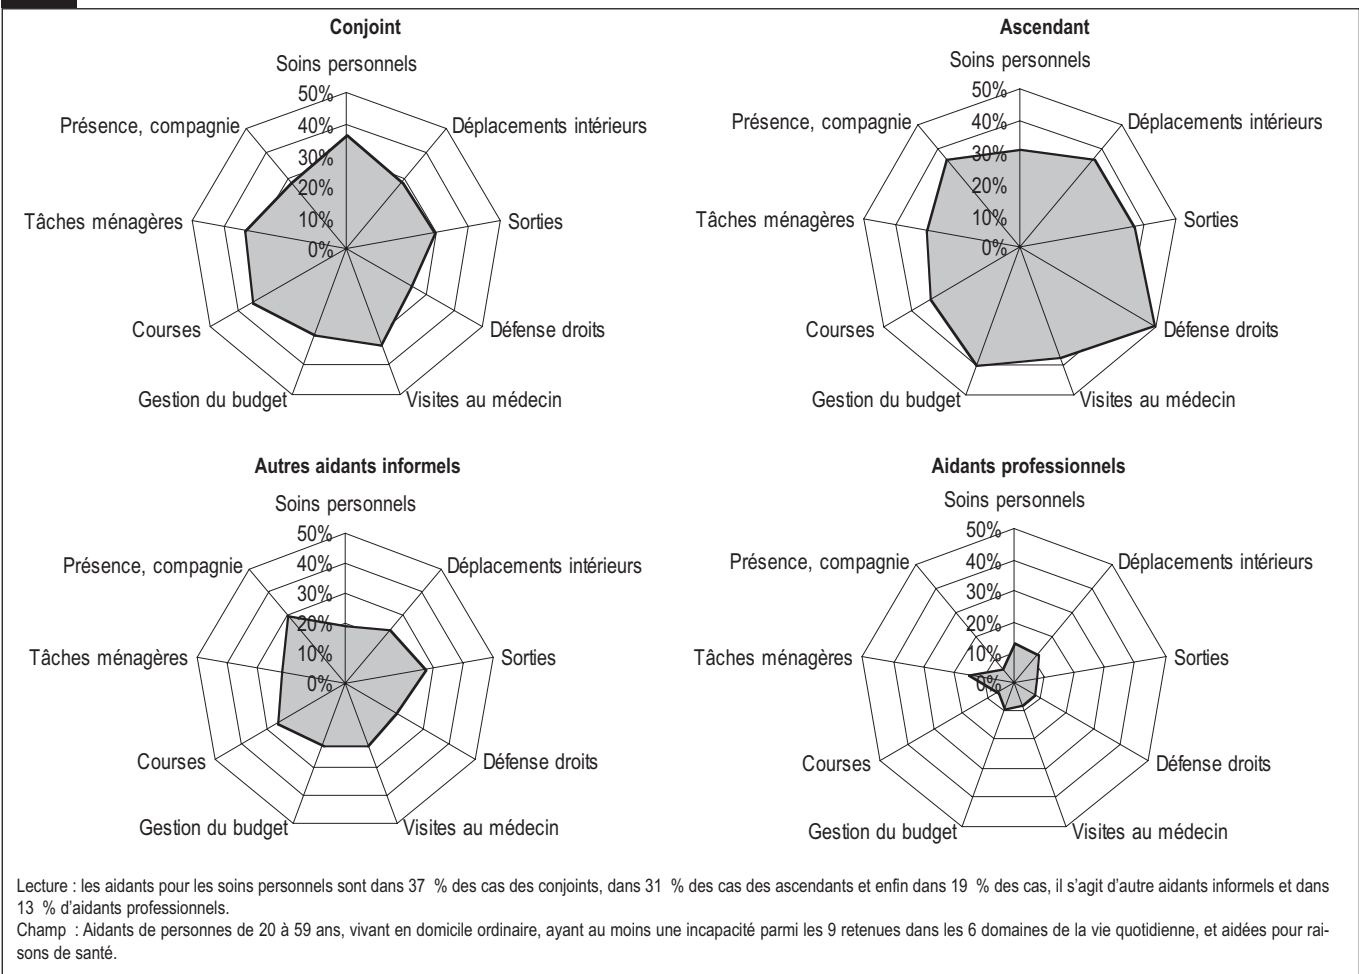 Conjoint
Soins personnels
50%
40%
30%
20%
10%
0%
Présence, compagnie
Déplacements intérieurs
Tâches ménagères
Sorties
Courses
Défense droits
Gestion du budget
Visites au médecin
Ascendant
Soins personnels
50%
40%
30%
20%
10%
0%
Présence, compagnie
Déplacements intérieurs
Tâches ménagères
Sorties
Courses
Défense droits
Gestion du budget
Visites au médecin
Autres aidants informels
Soins personnels
50%
40%
30%
20%
10%
0%
Présence, compagnie
Déplacements intérieurs
Tâches ménagères
Sorties
Courses
Défense droits
Gestion du budget
Visites au médecin
Aidants professionnels
Soins personnels
50%
40%
30%
20%
10%
0%
Présence, compagnie
Déplacements intérieurs
Tâches ménagères
Sorties
Courses
Défense droits
Gestion du budget
Visites au médecin
Lecture : les aidants pour les soins personnels sont dans 37 % des cas des conjoints, dans 31 % des cas des ascendants et enfin dans 19 % des cas, il s'agit d'autre aidants informels et dans
13 % d'aidants professionnels.
Champ : Aidants de personnes de 20 à 59 ans, vivant en domicile ordinaire, ayant au moins une incapacité parmi les 9 retenues dans les 6 domaines de la vie quotidienne, et aidées pour rai-
sons de santé.